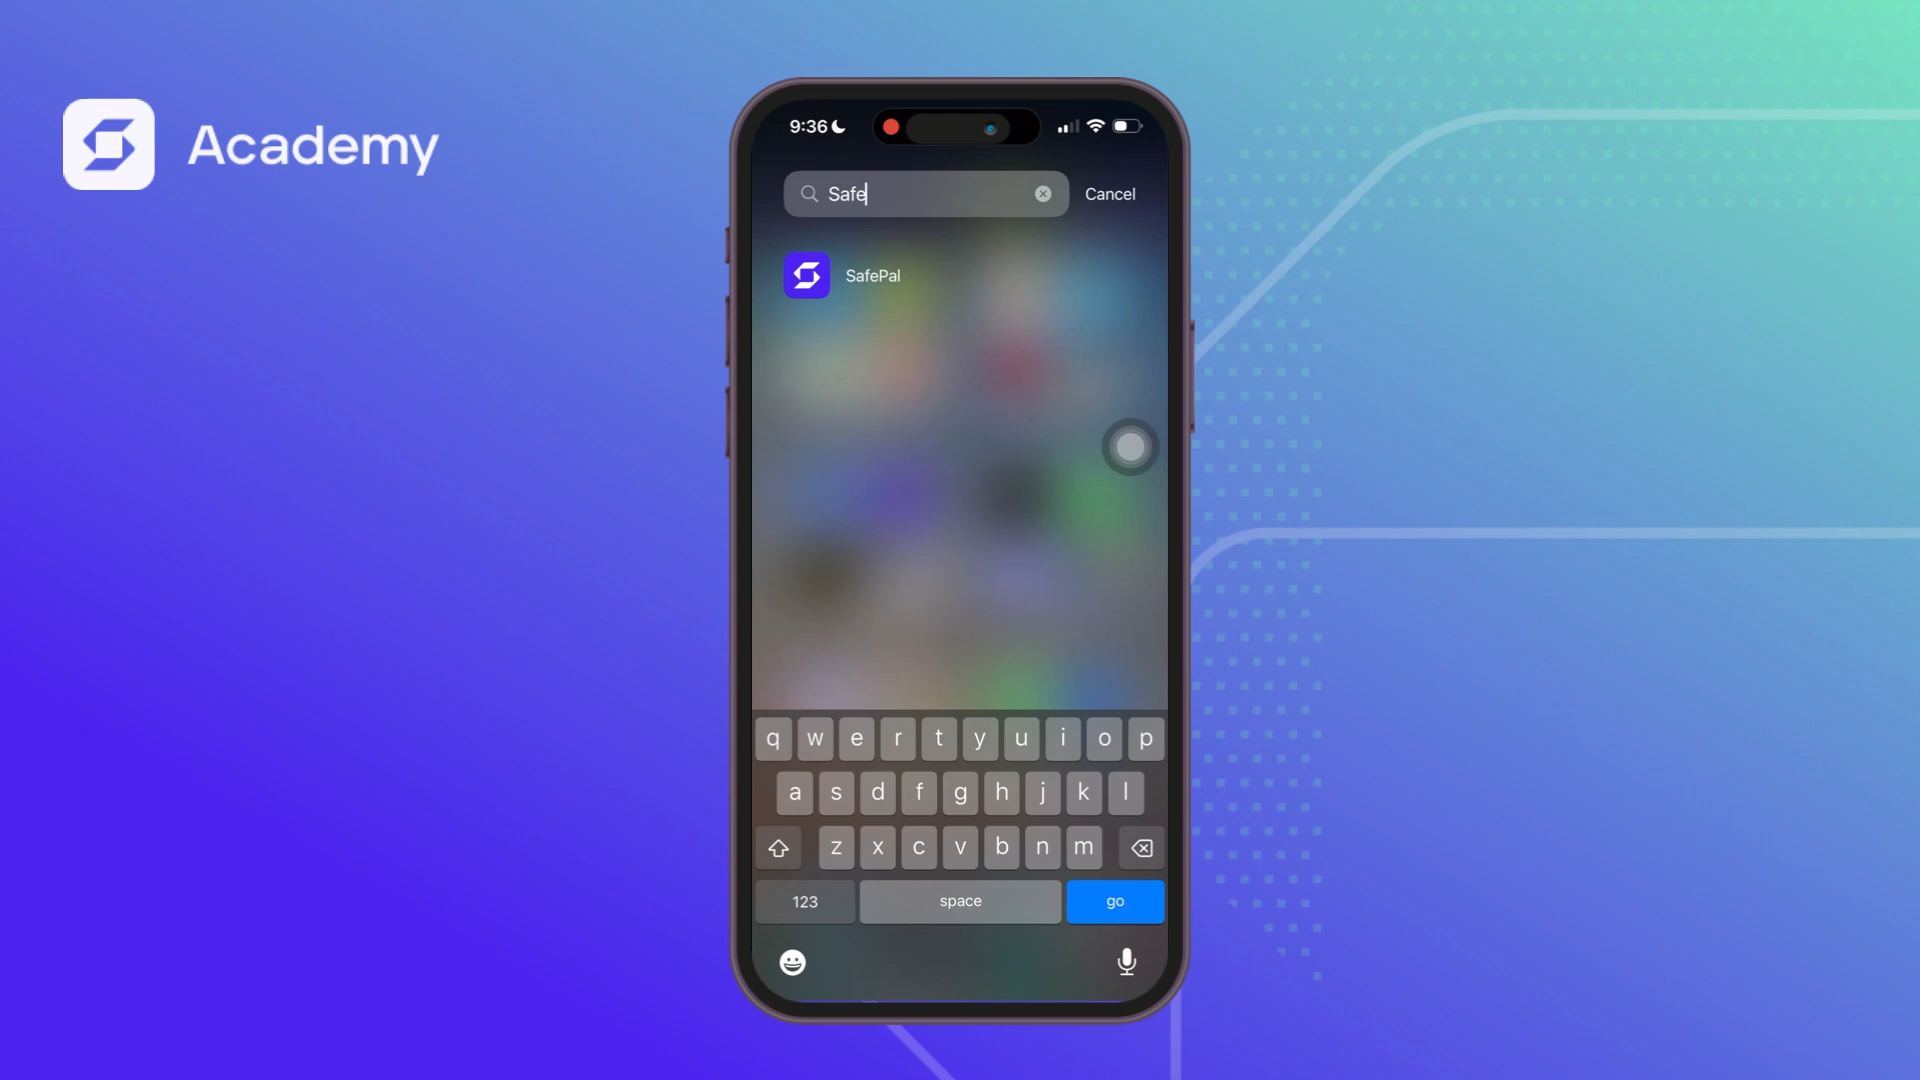 Academy
9:36
Safe
Cancel
SafePal
q w e r t y u i o p
a s d f g h j k l
z x c v b n m
123 space go